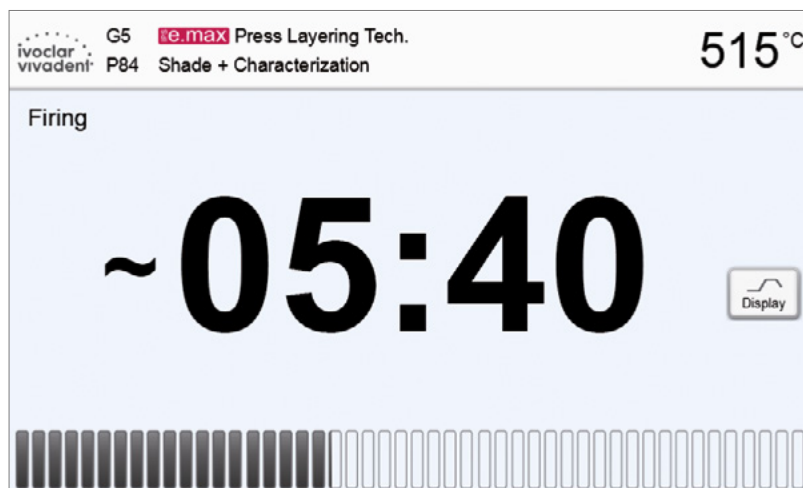 ivoclar
vivadent
G5 e.max Press Layering Tech.
P84 Shade + Characterization
515°C
Firing
~05:40
Display